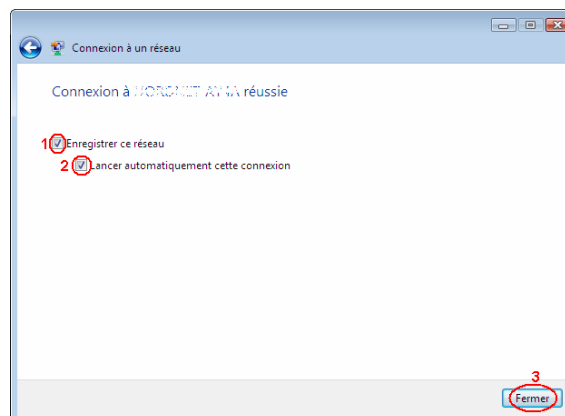 Connexion à un réseau
Connexion à réussie
1 Enregistrer ce réseau
2 Lancer automatiquement cette connexion
3
Fermer